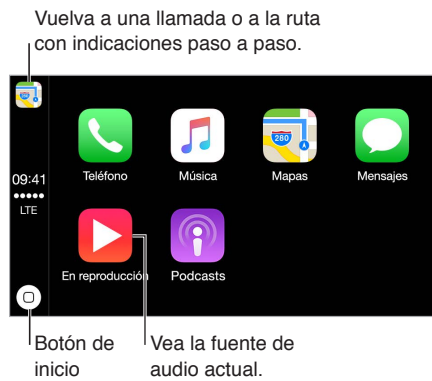 Vuelva a una llamada o a la ruta
con indicaciones paso a paso.
280
09:41
LTE
Teléfono
Música
Mapas
Mensajes
En reproducción
Podcasts
Botón de
inicio
Vea la fuente de
audio actual.